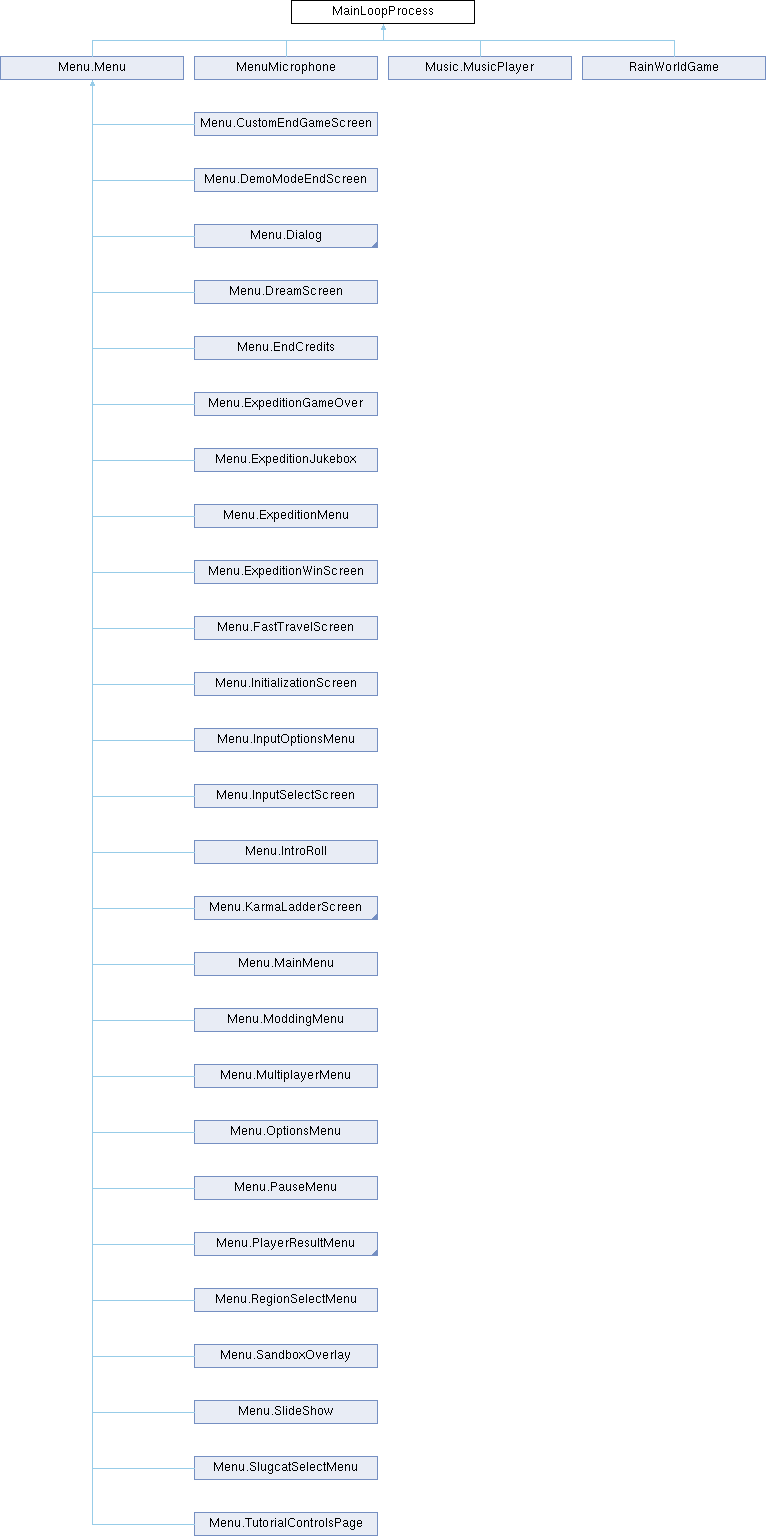 MainLoopProcess
Menu.Menu
MenuMicrophone
Music.MusicPlayer
RainWorldGame
Menu.CustomEndGameScreen
Menu.DemoModeEndScreen
Menu.Dialog
Menu.DreamScreen
Menu.EndCredits
Menu.ExpeditionGameOver
Menu.ExpeditionJukebox
Menu.ExpeditionMenu
Menu.ExpeditionWinScreen
Menu.FastTravelScreen
Menu.InitializationScreen
Menu.InputOptionsMenu
Menu.InputSelectScreen
Menu.IntroRoll
Menu.KarmaLadderScreen
Menu.MainMenu
Menu.ModdingMenu
Menu.MultiplayerMenu
Menu.OptionsMenu
Menu.PauseMenu
Menu.PlayerResultMenu
Menu.RegionSelectMenu
Menu.SandboxOverlay
Menu.SlideShow
Menu.SlugcatSelectMenu
Menu.TutorialControlsPage